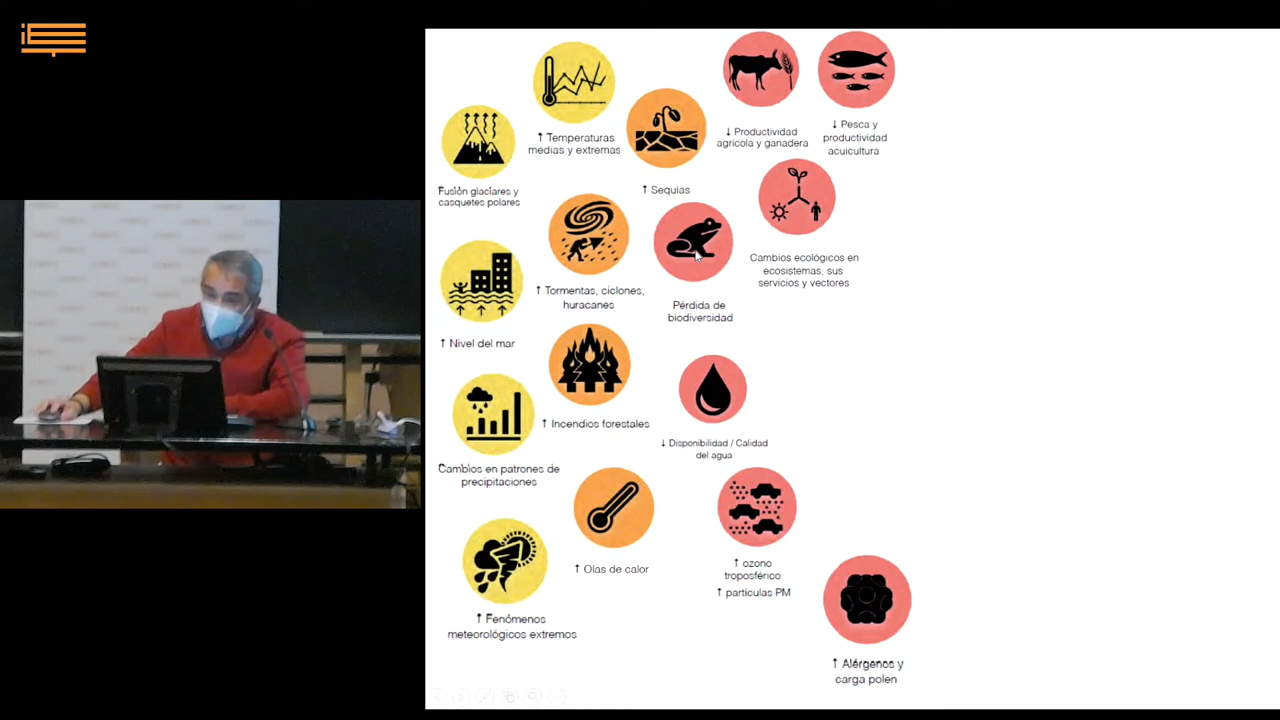 ↑ Temperaturas
medias y extremas
↓ Productividad
agrícola y ganadera
↓ Pesca y
productividad
acuicultura
Fusión glaciares y
casquetes polares
↑ Sequías
Cambios ecológicos en
ecosistemas, sus
servicios y vectores
↑ Tormentas, ciclones,
huracanes
Pérdida de
biodiversidad
↑ Nivel del mar
↑ Incendios forestales
↓ Disponibilidad / Calidad
del agua
Cambios en patrones de
precipitaciones
↑ Olas de calor
↑ ozono
troposférico
↑ partículas PM
↑ Fenómenos
meteorológicos extremos
↑ Alérgenos y
carga polen